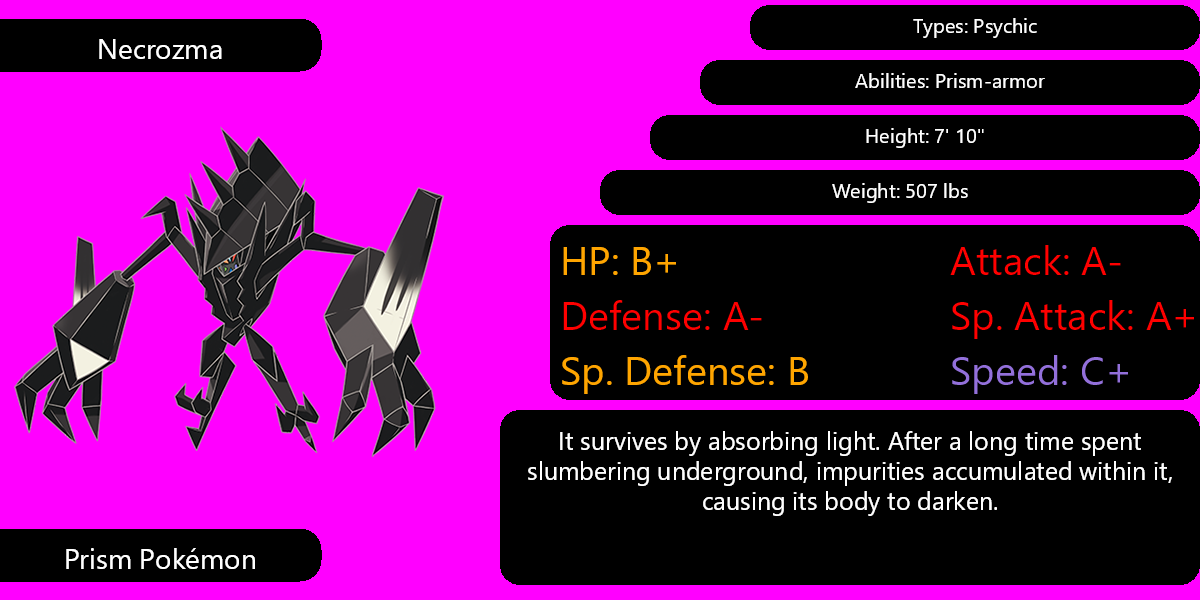 Necrozma
Types: Psychic
Abilities: Prism-armor
Height: 7' 10"
Weight: 507 lbs
HP: B+
Attack: A-
Defense: A-
Sp. Attack: A+
Sp. Defense: B
Speed: C+
It survives by absorbing light. After a long time spent
slumbering underground, impurities accumulated within it,
causing its body to darken.
Prism Pokémon